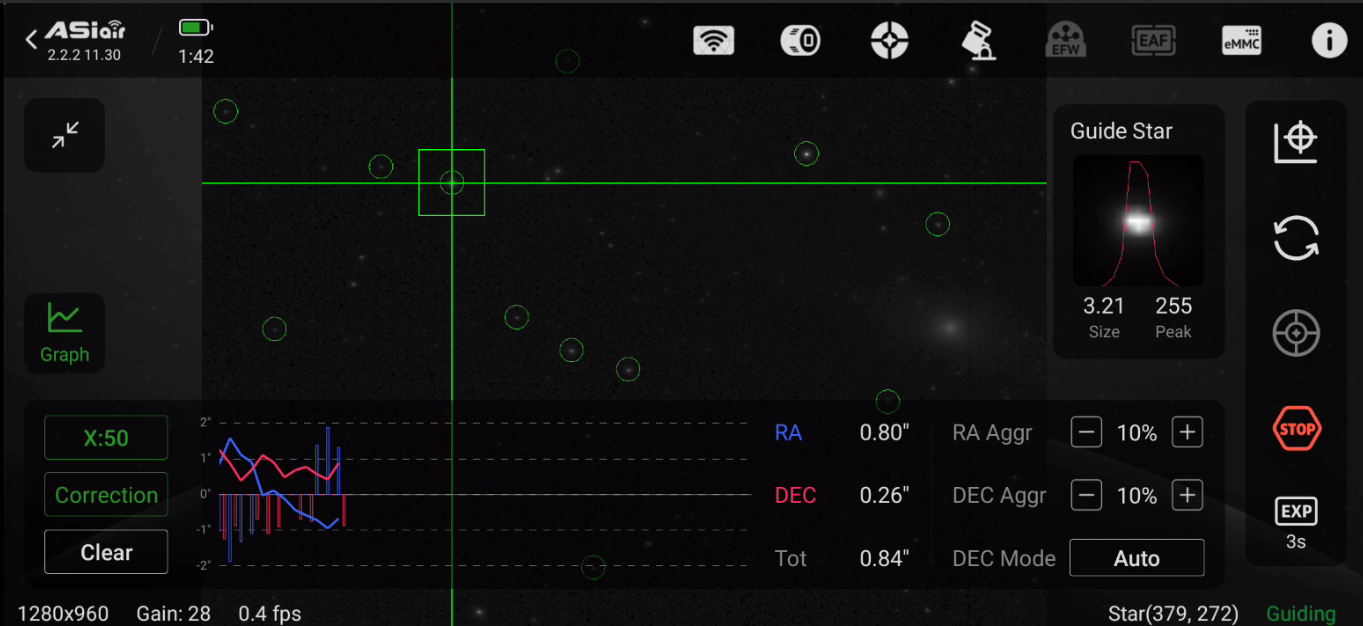 ASiair
2.2.2 11.30
1:42
EFW
EAF
eMMC
Guide Star
3.21 255
Size Peak
Graph
X:50
Correction
Clear
2"
1"
0"
-1"
-2"
RA 0.80" RA Aggr 10%
DEC 0.26" DEC Aggr 10%
Tot 0.84" DEC Mode Auto
STOP
EXP
3s
1280x960 Gain: 28 0.4 fps Star(379, 272) Guiding